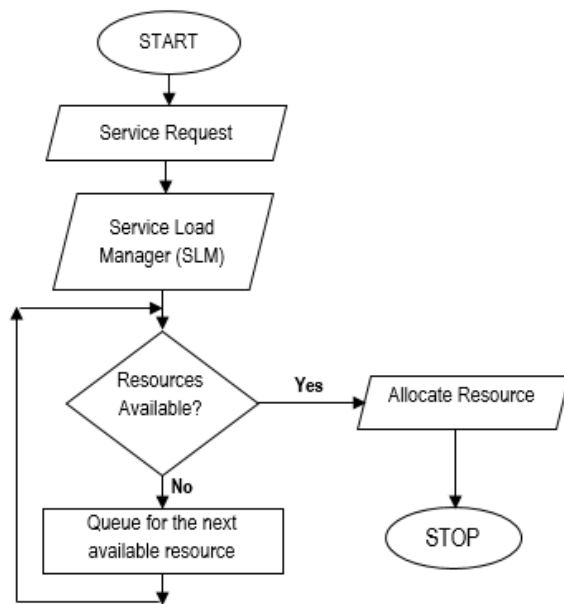 START
Service Request
Service Load
Manager (SLM)
Resources
Available?
Yes
Allocate Resource
No
Queue for the next
available resource
STOP